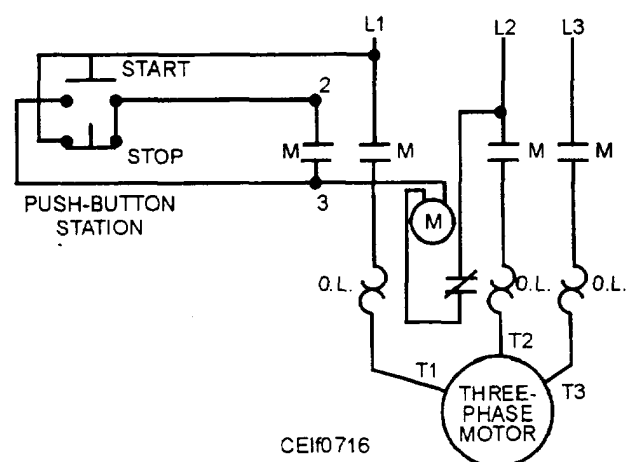 L1
L2
L3
START
2
STOP
M
M
M
M
PUSH-BUTTON
STATION
3
M
O.L.
O.L.
O.L.
T1
T2
T3
THREE-
PHASE
MOTOR
CEIf0716